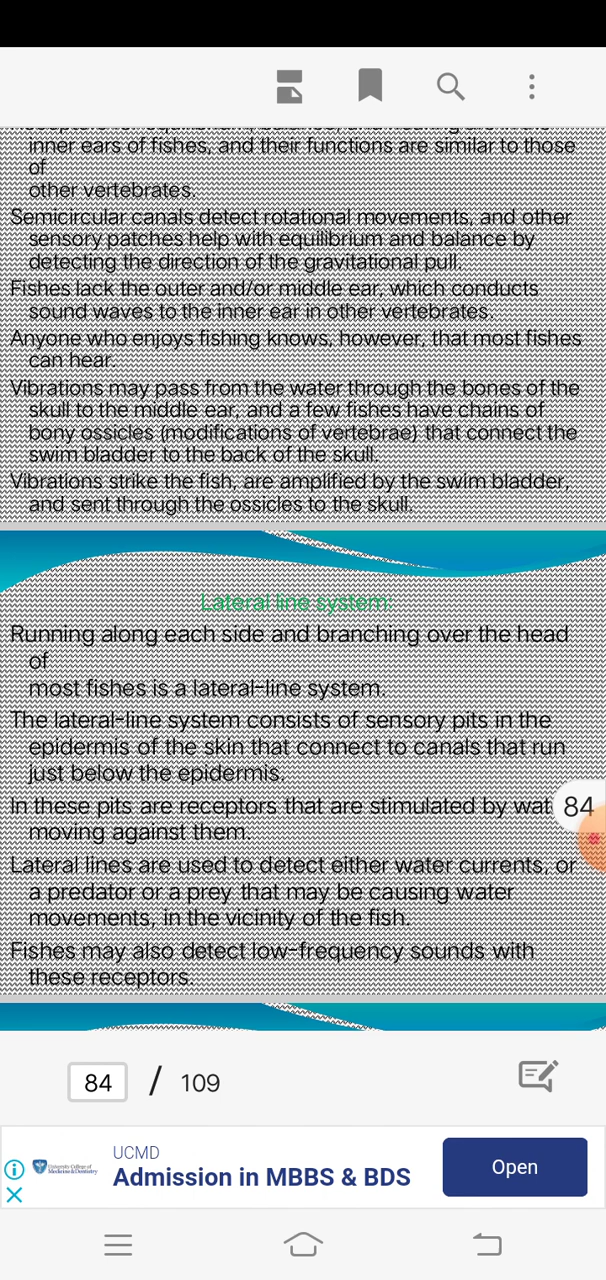 inner ears of fishes, and their functions are similar to those
of
other vertebrates.
Semicircular canals detect rotational movements, and other
sensory patches help with equilibrium and balance by
detecting the direction of the gravitational pull.
Fishes lack the outer and/or middle ear, which conducts
sound waves to the inner ear in other vertebrates.
Anyone who enjoys fishing knows, however, that most fishes
can hear.
Vibrations may pass from the water through the bones of the
skull to the middle ear, and a few fishes have chains of
bony ossicles (modifications of vertebrae) that connect the
swim bladder to the back of the skull.
Vibrations strike the fish, are amplified by the swim bladder,
and sent through the ossicles to the skull.
Lateral line system:
Running along each side and branching over the head
of
most fishes is a lateral-line system.
The lateral-line system consists of sensory pits in the
epidermis of the skin that connect to canals that run
just below the epidermis.
In these pits are receptors that are stimulated by wat
84
moving against them.
Lateral lines are used to detect either water currents, or
a predator or a prey that may be causing water
movements, in the vicinity of the fish.
Fishes may also detect low-frequency sounds with
these receptors.
84 / 109
UCMD
University College of
Medicine & Dentistry
Admission in MBBS & BDS
Open